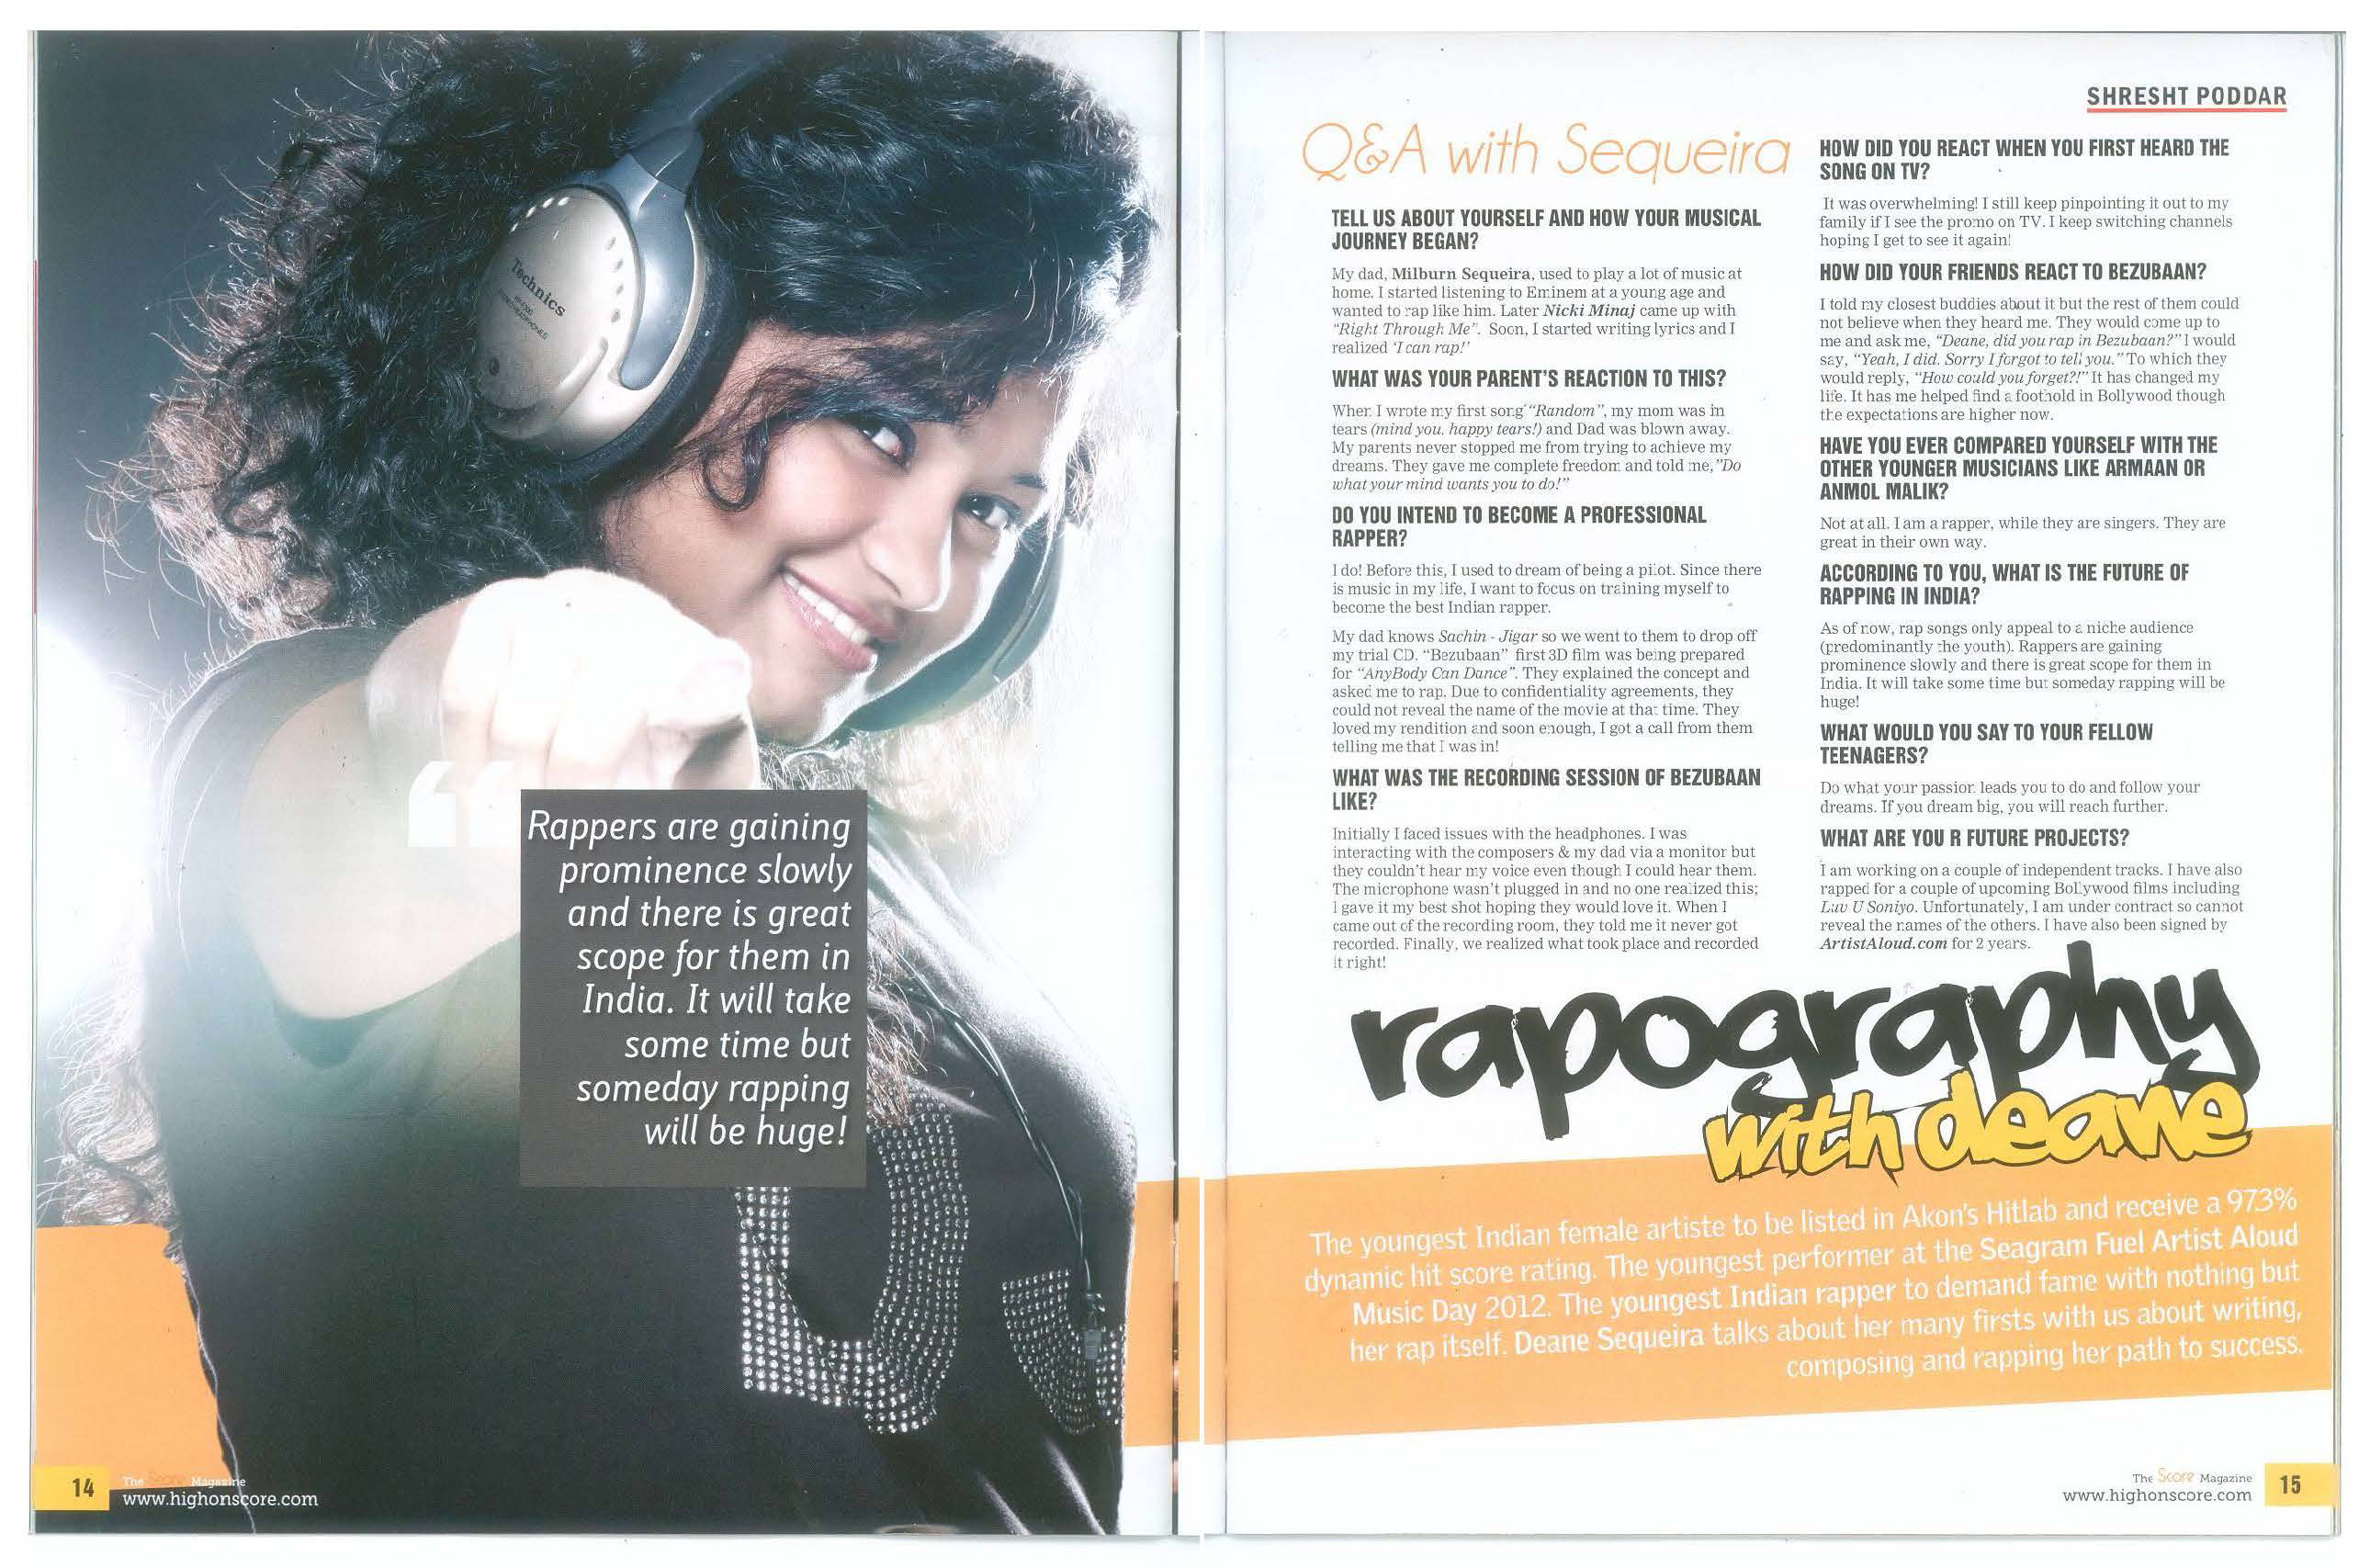 Technics
STEREO HEADPHONES
Rappers are gaining
prominence slowly
and there is great
scope for them in
India. It will take
some time but
someday rapping
will be huge!
14
The Score Magazine
www.highonscore.com
SHRESHT PODDAR
Q&A with Sequeira
TELL US ABOUT YOURSELF AND HOW YOUR MUSICAL
JOURNEY BEGAN?
My dad, Milburn Sequeira, used to play a lot of music at
home. I started listening to Eminem at a young age and
wanted to rap like him. Later Nicki Minaj came up with
"Right Through Me". Soon, I started writing lyrics and I
realized 'I can rap!'
WHAT WAS YOUR PARENT'S REACTION TO THIS?
When I wrote my first song "Random", my mom was in
tears (mind you, happy tears!) and Dad was blown away.
My parents never stopped me from trying to achieve my
dreams. They gave me complete freedom and told me, "Do
what your mind wants you to do!"
DO YOU INTEND TO BECOME A PROFESSIONAL
RAPPER?
I do! Before this, I used to dream of being a pilot. Since there
is music in my life, I want to focus on training myself to
become the best Indian rapper.
My dad knows Sachin - Jigar so we went to them to drop off
my trial CD. "Bezubaan" first 3D film was being prepared
for "AnyBody Can Dance". They explained the concept and
asked me to rap. Due to confidentiality agreements, they
could not reveal the name of the movie at that time. They
loved my rendition and soon enough, I got a call from them
telling me that I was in!
WHAT WAS THE RECORDING SESSION OF BEZUBAAN
LIKE?
Initially I faced issues with the headphones. I was
interacting with the composers & my dad via a monitor but
they couldn't hear my voice even though I could hear them.
The microphone wasn't plugged in and no one realized this;
I gave it my best shot hoping they would love it. When I
came out of the recording room, they told me it never got
recorded. Finally, we realized what took place and recorded
it right!
HOW DID YOU REACT WHEN YOU FIRST HEARD THE
SONG ON TV?
It was overwhelming! I still keep pinpointing it out to my
family if I see the promo on TV. I keep switching channels
hoping I get to see it again!
HOW DID YOUR FRIENDS REACT TO BEZUBAAN?
I told my closest buddies about it but the rest of them could
not believe when they heard me. They would come up to
me and ask me, "Deane, did you rap in Bezubaan?" I would
say, "Yeah, I did. Sorry I forgot to tell you." To which they
would reply, "How could you forget?!" It has changed my
life. It has me helped find a foothold in Bollywood though
the expectations are higher now.
HAVE YOU EVER COMPARED YOURSELF WITH THE
OTHER YOUNGER MUSICIANS LIKE ARMAAN OR
ANMOL MALIK?
Not at all. I am a rapper, while they are singers. They are
great in their own way.
ACCORDING TO YOU, WHAT IS THE FUTURE OF
RAPPING IN INDIA?
As of now, rap songs only appeal to a niche audience
(predominantly the youth). Rappers are gaining
prominence slowly and there is great scope for them in
India. It will take some time but someday rapping will be
huge!
WHAT WOULD YOU SAY TO YOUR FELLOW
TEENAGERS?
Do what your passion leads you to do and follow your
dreams. If you dream big, you will reach further.
WHAT ARE YOU R FUTURE PROJECTS?
I am working on a couple of independent tracks. I have also
rapped for a couple of upcoming Bollywood films including
Luv U Soniyo. Unfortunately, I am under contract so cannot
reveal the names of the others. I have also been signed by
ArtistAloud.com for 2 years.
rapography
with deane
The youngest Indian female artiste to be listed in Akon's Hitlab and receive a 973%
dynamic hit score rating. The youngest performer at the Seagram Fuel Artist Aloud
Music Day 2012. The youngest Indian rapper to demand fame with nothing but
her rap itself. Deane Sequeira talks about her many firsts with us about writing,
composing and rapping her path to success.
The Score Magazine
www.highonscore.com
15